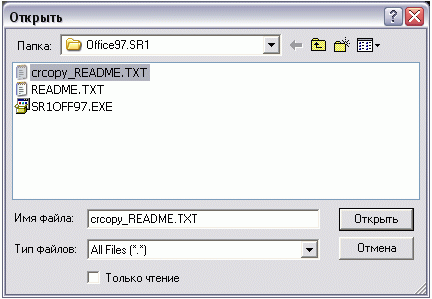 Открыть
Папка: Office97.SR1
crcopy_README.TXT
README.TXT
SR1OFF97.EXE
Имя файла: crcopy_README.TXT Открыть
Тип файлов: All Files (*.*) Отмена
Только чтение